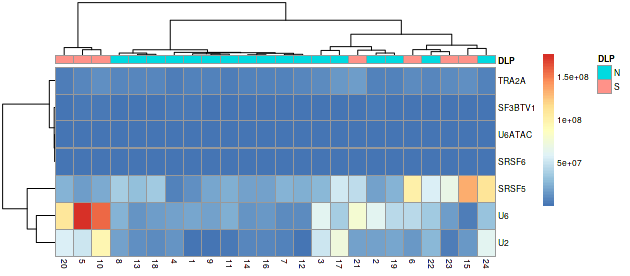 DLP
TRA2A
SF3BTV1
U6ATAC
SRSF6
SRSF5
U6
U2
20 5 10 8 13 18 4 1 9 11 14 16 7 12 3 17 21 2 19 6 22 23 15 24
1.5e+08
1e+08
5e+07
DLP
N
S